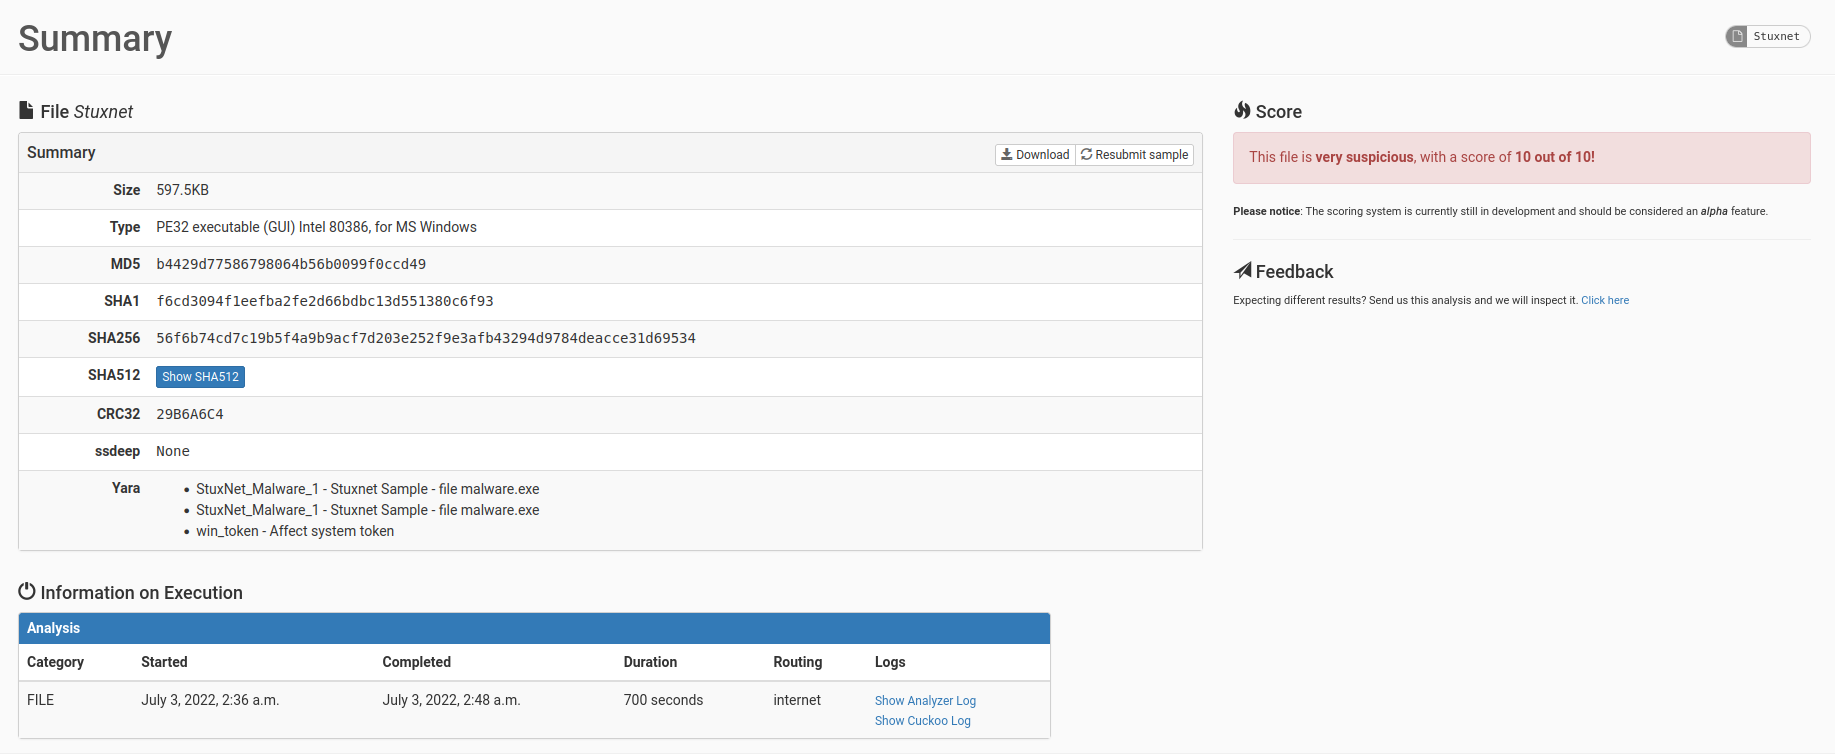 Summary
Stuxnet
File Stuxnet
Summary
Download
Resubmit sample
Size 597.5KB
Type PE32 executable (GUI) Intel 80386, for MS Windows
MD5 b4429d77586798064b56b0099f0ccd49
SHA1 f6cd3094f1eefba2fe2d66bdbc13d551380c6f93
SHA256 56f6b74cd7c19b5f4a9b9acf7d203e252f9e3afb43294d9784deacce31d69534
SHA512 Show SHA512
CRC32 29B6A6C4
ssdeep None
Yara
• StuxNet_Malware_1 - Stuxnet Sample - file malware.exe
• StuxNet_Malware_1 - Stuxnet Sample - file malware.exe
• win_token - Affect system token
Score
This file is very suspicious, with a score of 10 out of 10!
Please notice: The scoring system is currently still in development and should be considered an alpha feature.
Feedback
Expecting different results? Send us this analysis and we will inspect it. Click here
Information on Execution
Analysis
Category Started Completed Duration Routing Logs
FILE July 3, 2022, 2:36 a.m. July 3, 2022, 2:48 a.m. 700 seconds internet Show Analyzer Log
Show Cuckoo Log